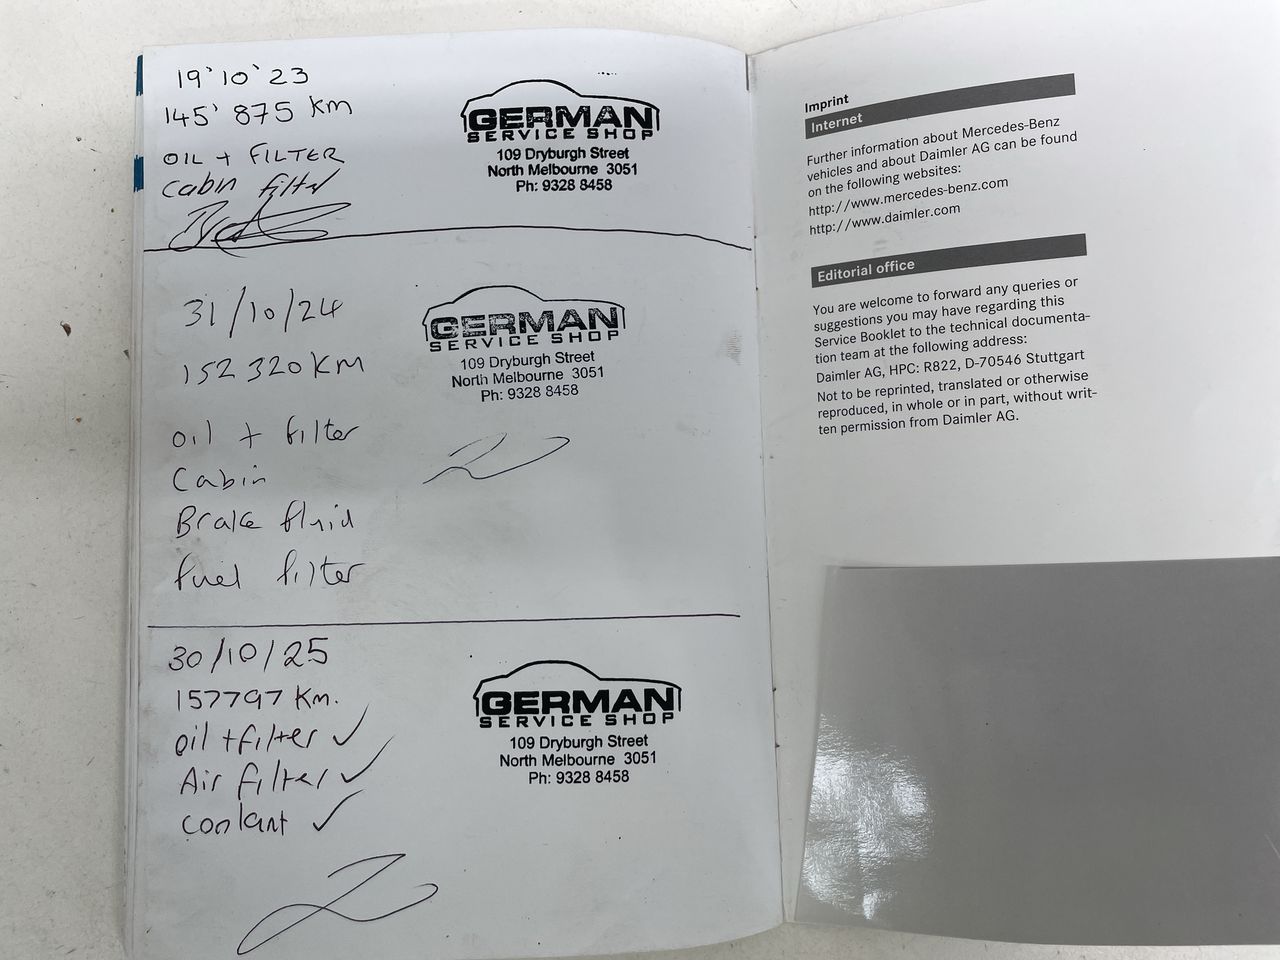 19'10'23
145'875 KM
OIL + FILTER
cabin filter
GERMAN
SERVICE SHOP
109 Dryburgh Street
North Melbourne 3051
Ph: 9328 8458
31/10/24
152320KM
oil + filter
Cabin
Brake fluid
fuel filter
GERMAN
SERVICE SHOP
109 Dryburgh Street
North Melbourne 3051
Ph: 9328 8458
30/10/25
157797 Km.
oil + filter ✓
Air filter ✓
coolant ✓
GERMAN
SERVICE SHOP
109 Dryburgh Street
North Melbourne 3051
Ph: 9328 8458
Imprint
Internet
Further information about Mercedes-Benz
vehicles and about Daimler AG can be found
on the following websites:
http://www.mercedes-benz.com
http://www.daimler.com
Editorial office
You are welcome to forward any queries or
suggestions you may have regarding this
Service Booklet to the technical documenta-
tion team at the following address:
Daimler AG, HPC: R822, D-70546 Stuttgart
Not to be reprinted, translated or otherwise
reproduced, in whole or in part, without writ-
ten permission from Daimler AG.